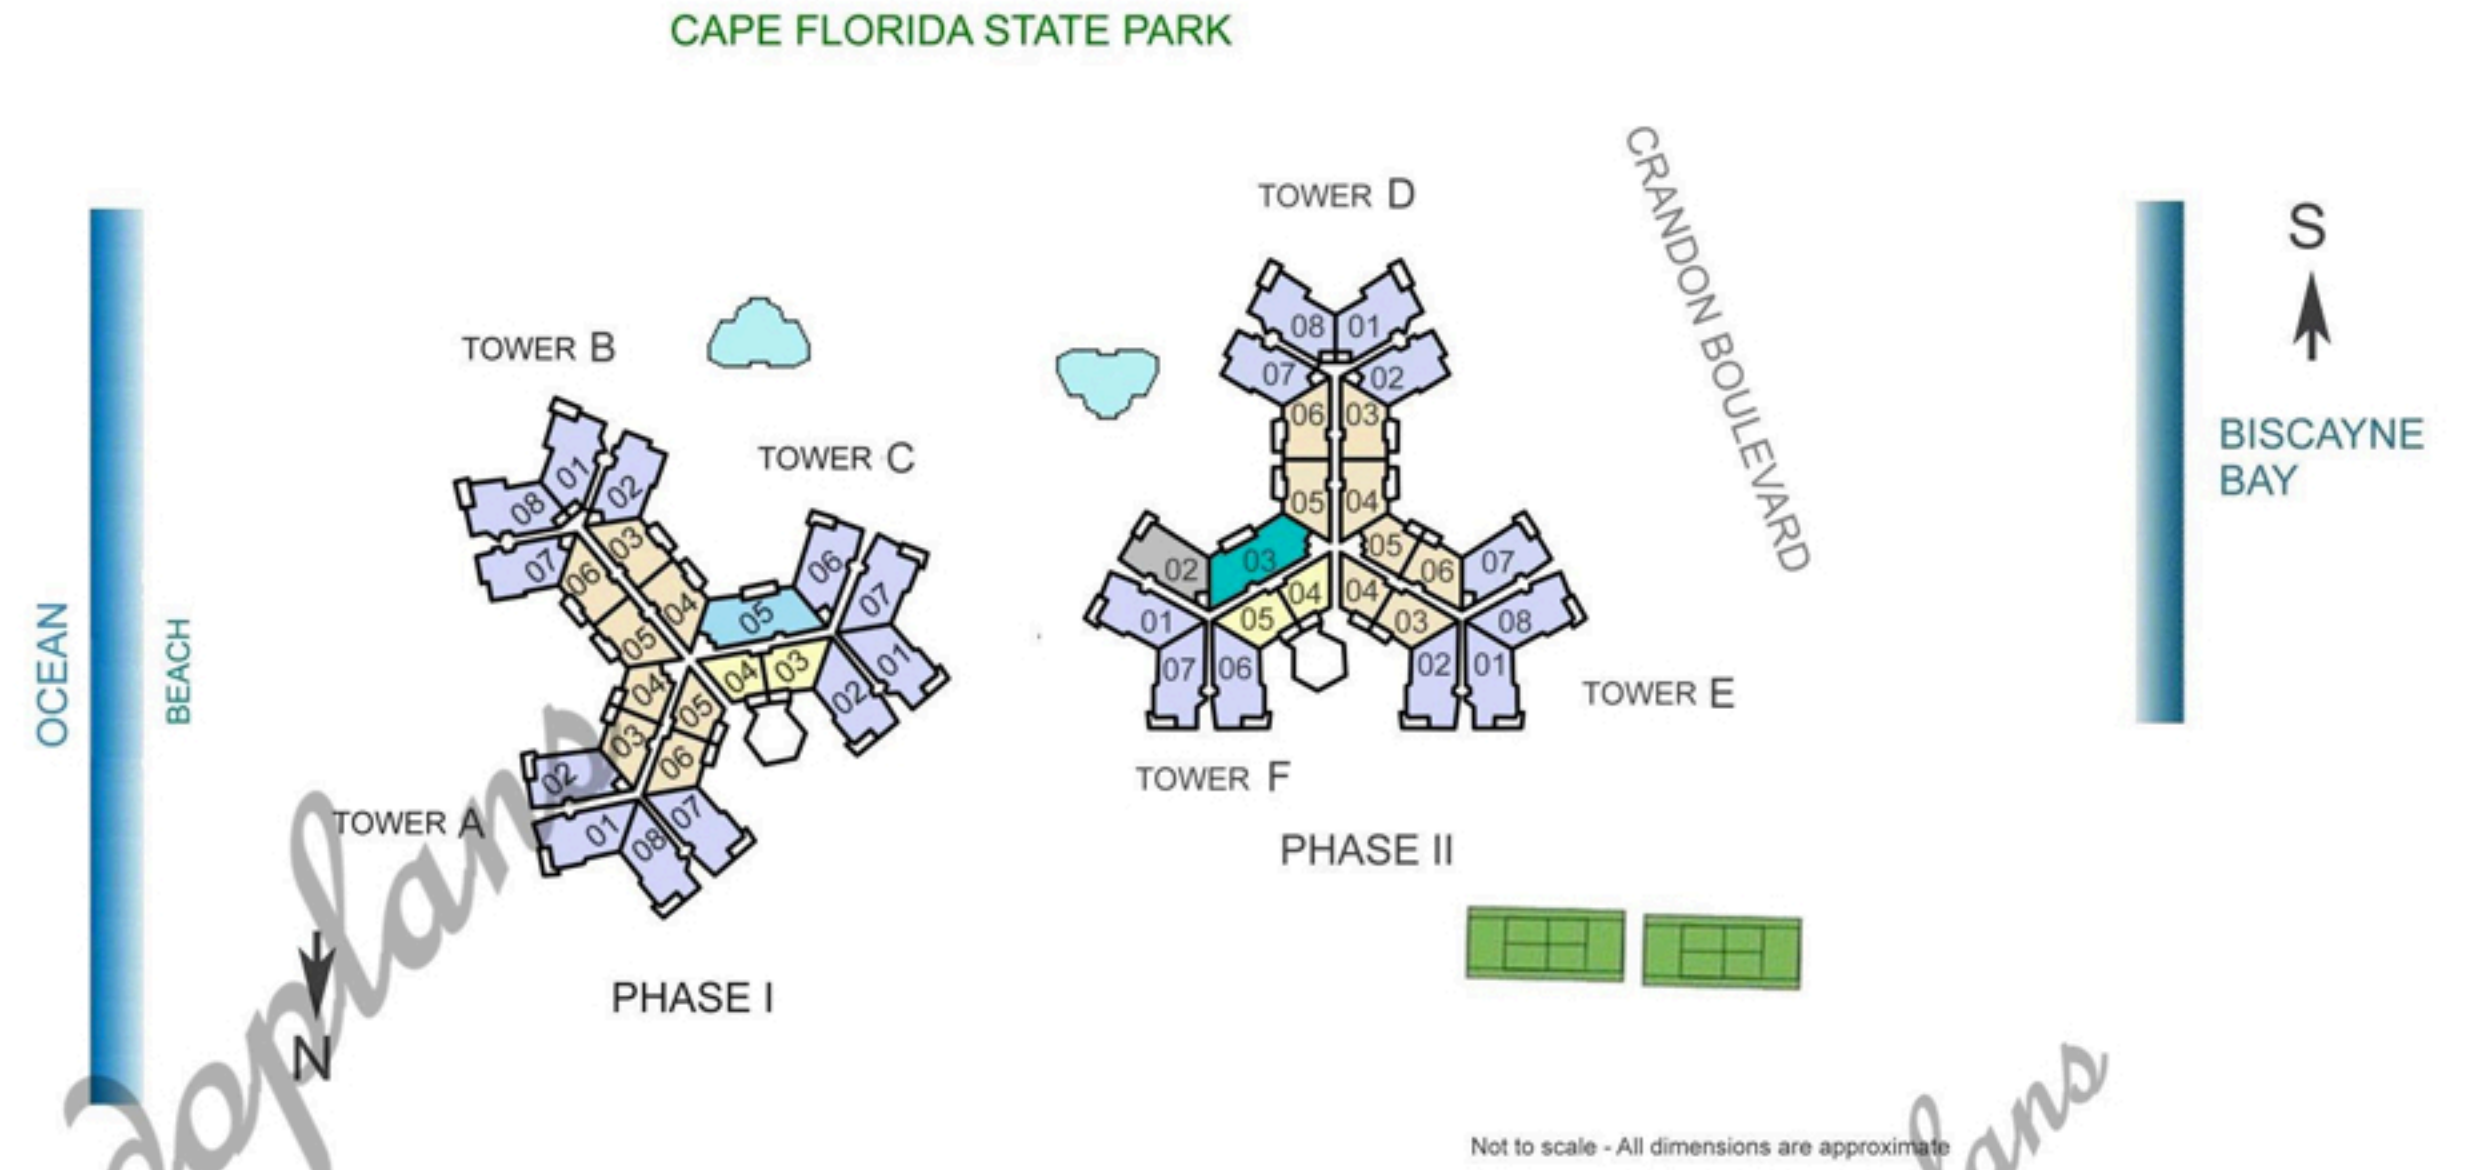 CAPE FLORIDA STATE PARK
TOWER D
CRANDON BOULEVARD
S
BISCAYNE
BAY
OCEAN
BEACH
TOWER B
01
02
08
07
03
06
04
05
TOWER C
05
06
07
04
03
02
01
TOWER A
04
05
03
06
02
01
08
07
N
PHASE I
08
01
07
02
06
03
05
04
TOWER F
02
03
04
01
05
07
06
TOWER E
05
06
07
04
03
08
02
01
PHASE II
Not to scale - All dimensions are approximate